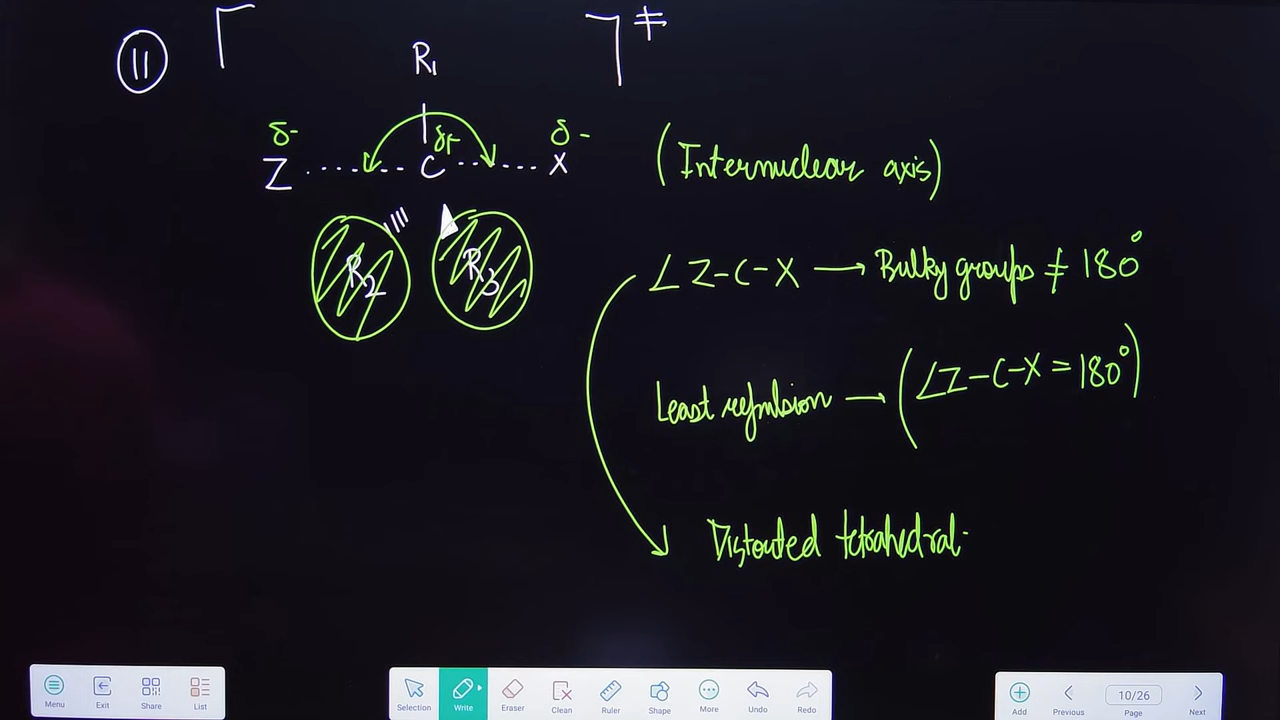 11
‡
R₁
δ- δ+ δ-
Z ...... C ...... X
(Internuclear axis)
R₂ R₃
∠ Z-C-X → Bulky groups ≠ 180°
Least repulsion → (∠Z-C-X = 180°)
Distorted tetrahedral.
Menu Exit Share List
Selection Write Eraser Clean Ruler Shape More Undo Redo
Add Previous 10/26 Page Next